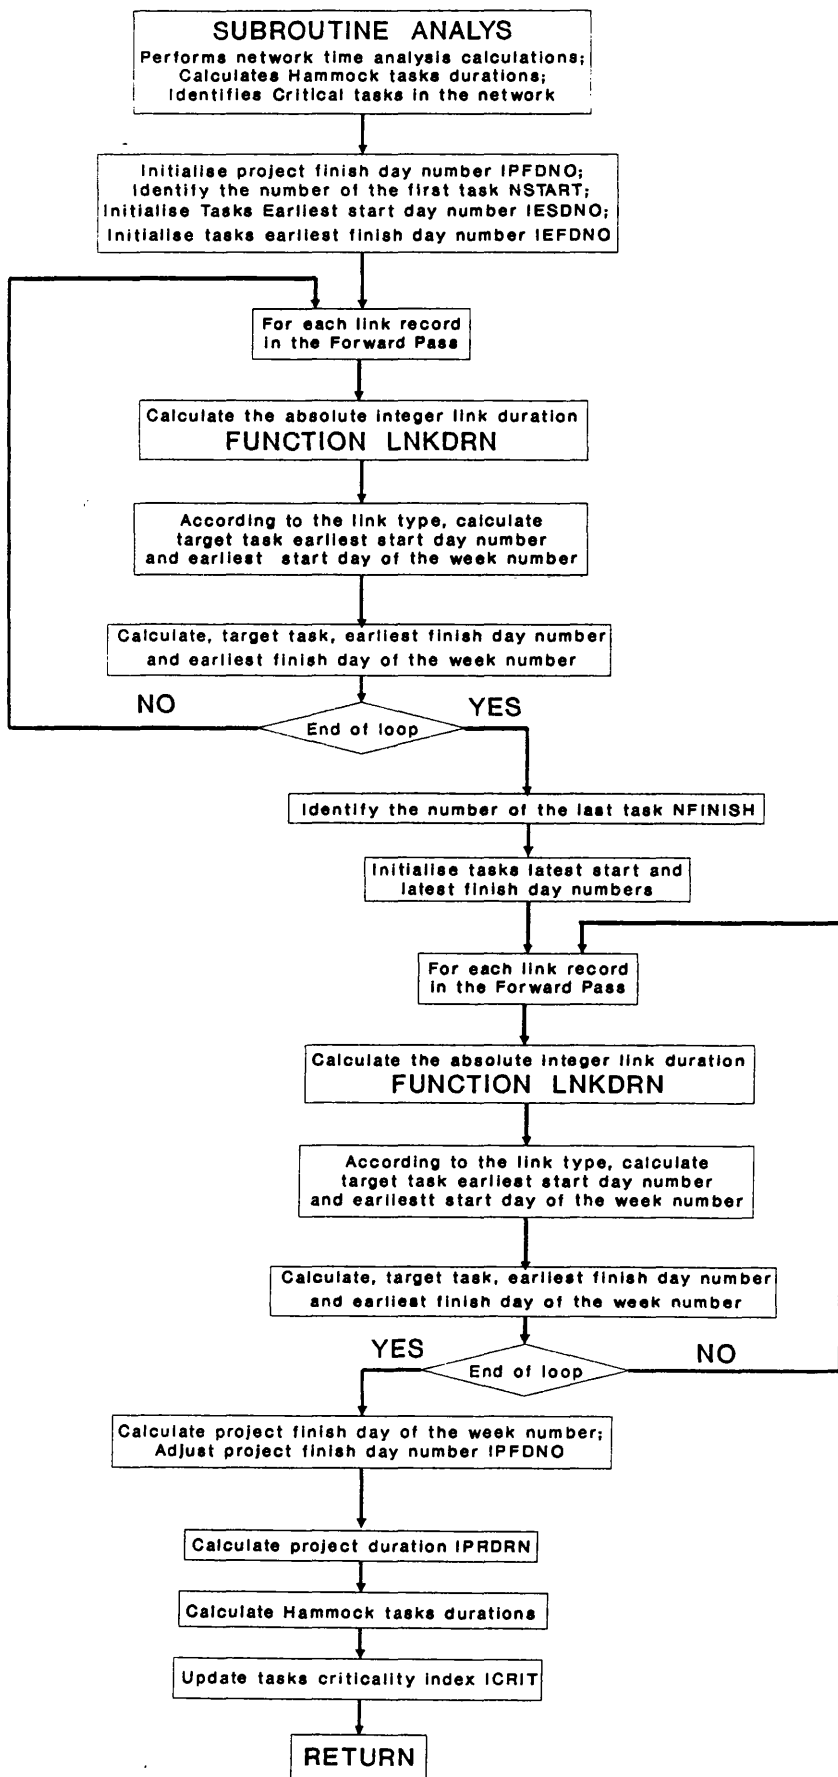 SUBROUTINE ANALYS
Performs network time analysis calculations;
Calculates Hammock tasks durations;
Identifies Critical tasks in the network
Initialise project finish day number IPFDNO;
Identify the number of the first task NSTART;
Initialise Tasks Earliest start day number IESDNO;
Initialise tasks earliest finish day number IEFDNO
For each link record
in the Forward Pass
Calculate the absolute integer link duration
FUNCTION LNKDRN
According to the link type, calculate
target task earliest start day number
and earliest start day of the week number
Calculate, target task, earliest finish day number
and earliest finish day of the week number
NO
YES
End of loop
Identify the number of the last task NFINISH
Initialise tasks latest start and
latest finish day numbers
For each link record
in the Forward Pass
Calculate the absolute integer link duration
FUNCTION LNKDRN
According to the link type, calculate
target task earliest start day number
and earliestt start day of the week number
Calculate, target task, earliest finish day number
and earliest finish day of the week number
YES
NO
End of loop
Calculate project finish day of the week number;
Adjust project finish day number IPFDNO
Calculate project duration IPRDRN
Calculate Hammock tasks durations
Update tasks criticality index ICRIT
RETURN